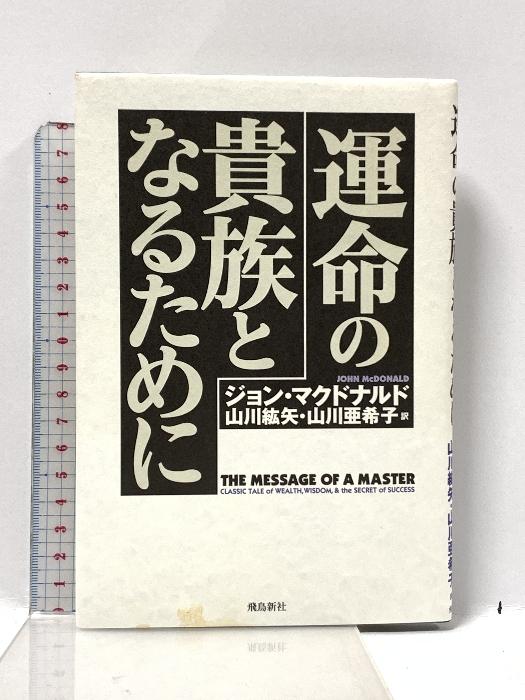 運命の
貴族と
なるために
JOHN McDONALD
ジョン・マクドナルド
山川紘矢・山川亜希子 訳
THE MESSAGE OF A MASTER
CLASSIC TALE of WEALTH, WISDOM, & the SECRET of SUCCESS
飛鳥新社